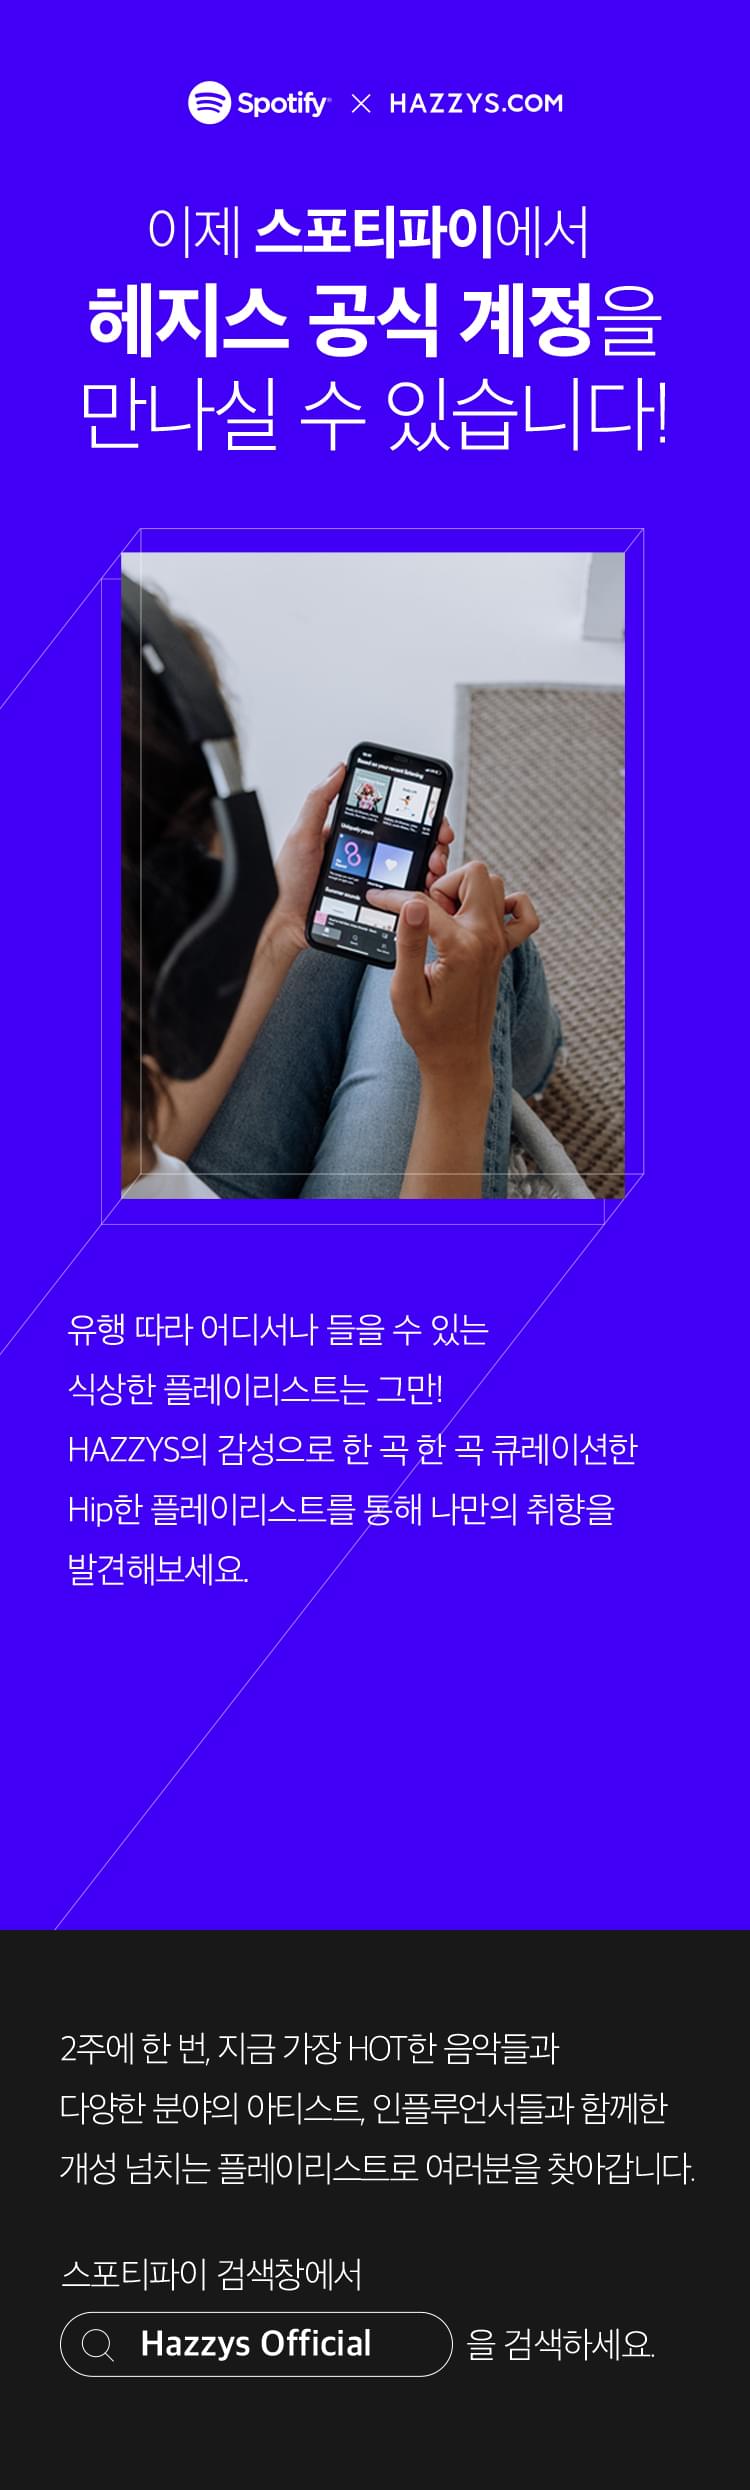 Spotify × HAZZYS.COM
이제 스포티파이에서
헤지스 공식 계정을
만나실 수 있습니다!
Based on your recent listening
Uniquely yours
Summer sounds
유행 따라 어디서나 들을 수 있는
식상한 플레이리스트는 그만!
HAZZYS의 감성으로 한 곡 한 곡 큐레이션한
Hip한 플레이리스트를 통해 나만의 취향을
발견해보세요.
2주에 한 번, 지금 가장 HOT한 음악들과
다양한 분야의 아티스트, 인플루언서들과 함께한
개성 넘치는 플레이리스트로 여러분을 찾아갑니다.
스포티파이 검색창에서
Hazzys Official 을 검색하세요.